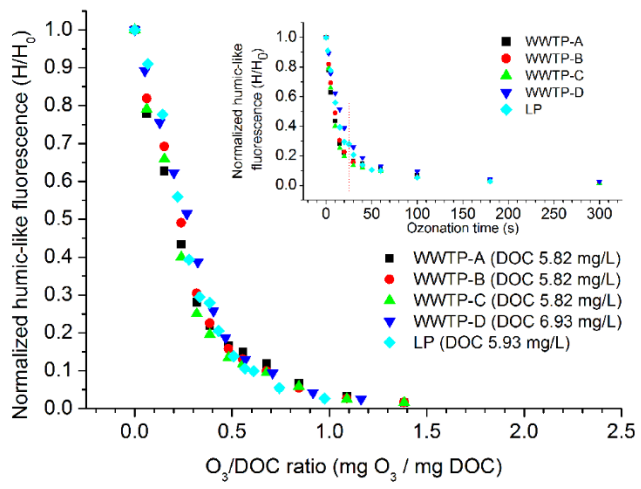 Normalized humic-like fluorescence (H/H₀)
1.0
0.9
0.8
0.7
0.6
0.5
0.4
0.3
0.2
0.1
0.0
0.0
0.5
1.0
1.5
2.0
2.5
O₃/DOC ratio (mg O₃ / mg DOC)
WWTP-A (DOC 5.82 mg/L)
WWTP-B (DOC 5.82 mg/L)
WWTP-C (DOC 5.82 mg/L)
WWTP-D (DOC 6.93 mg/L)
LP (DOC 5.93 mg/L)
Normalized humic-like
fluorescence (H/H₀)
1.0
0.8
0.6
0.4
0.2
0.0
0
50
100
150
200
250
300
Ozonation time (s)
WWTP-A
WWTP-B
WWTP-C
WWTP-D
LP